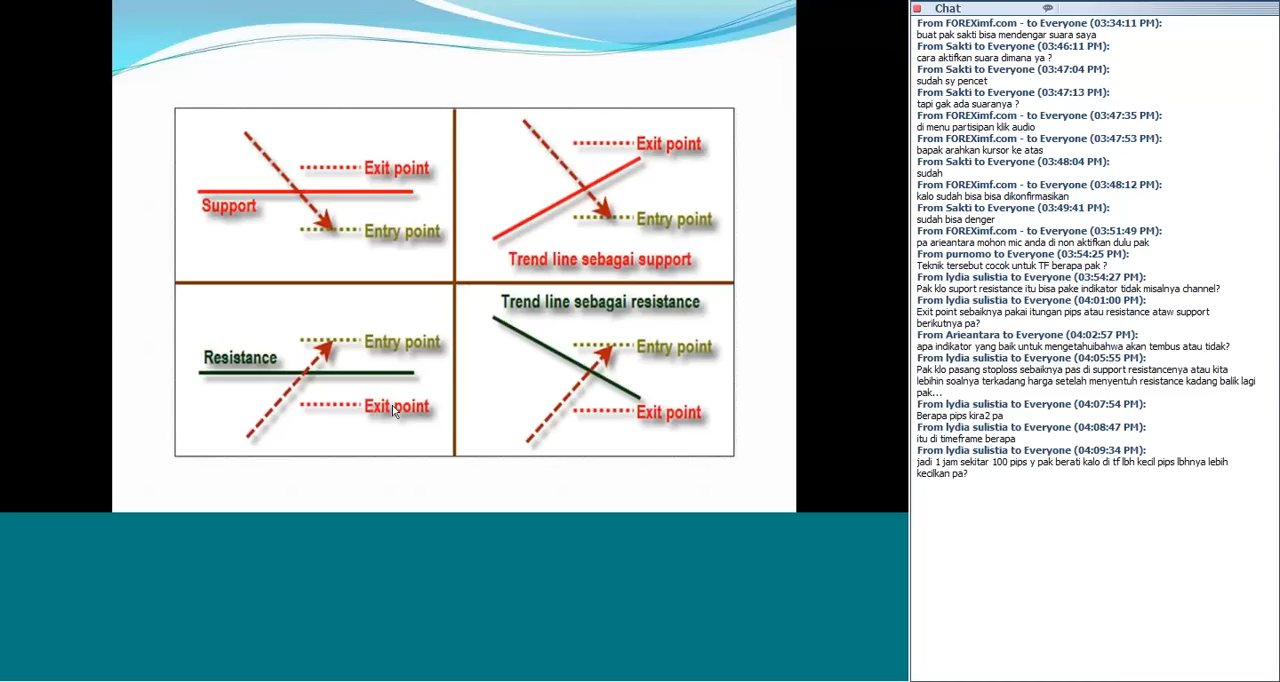 Exit point
Support
Entry point
Exit point
Entry point
Trend line sebagai support
Entry point
Resistance
Exit point
Trend line sebagai resistance
Entry point
Exit point
Chat
From FOREXimf.com - to Everyone (03:34:11 PM):
buat pak sakti bisa mendengar suara saya
From Sakti to Everyone (03:46:11 PM):
cara aktifkan suara dimana ya ?
From Sakti to Everyone (03:47:04 PM):
sudah sy pencet
From Sakti to Everyone (03:47:13 PM):
tapi gak ada suaranya ?
From FOREXimf.com - to Everyone (03:47:35 PM):
di menu partisipan klik audio
From FOREXimf.com - to Everyone (03:47:53 PM):
bapak arahkan kursor ke atas
From Sakti to Everyone (03:48:04 PM):
sudah
From FOREXimf.com - to Everyone (03:48:12 PM):
kalo sudah bisa bisa dikonfirmasikan
From Sakti to Everyone (03:49:41 PM):
sudah bisa denger
From FOREXimf.com - to Everyone (03:51:49 PM):
pa arieantara mohon mic anda di non aktifkan dulu pak
From purnomo to Everyone (03:54:25 PM):
Teknik tersebut cocok untuk TF berapa pak ?
From lydia sulistia to Everyone (03:54:27 PM):
Pak klo suport resistance itu bisa pake indikator tidak misalnya channel?
From lydia sulistia to Everyone (04:01:00 PM):
Exit point sebaiknya pakai itungan pips atau resistance ataw support
berikutnya pa?
From Arieantara to Everyone (04:02:57 PM):
apa indikator yang baik untuk mengetahuibahwa akan tembus atau tidak?
From lydia sulistia to Everyone (04:05:55 PM):
Pak klo pasang stoploss sebaiknya pas di support resistancenya atau kita
lebihin soalnya terkadang harga setelah menyentuh resistance kadang balik lagi
pak...
From lydia sulistia to Everyone (04:07:54 PM):
Berapa pips kira2 pa
From lydia sulistia to Everyone (04:08:47 PM):
itu di timeframe berapa
From lydia sulistia to Everyone (04:09:34 PM):
jadi 1 jam sekitar 100 pips y pak berati kalo di tf lbh kecil pips lbhnya lebih
kecilkan pa?